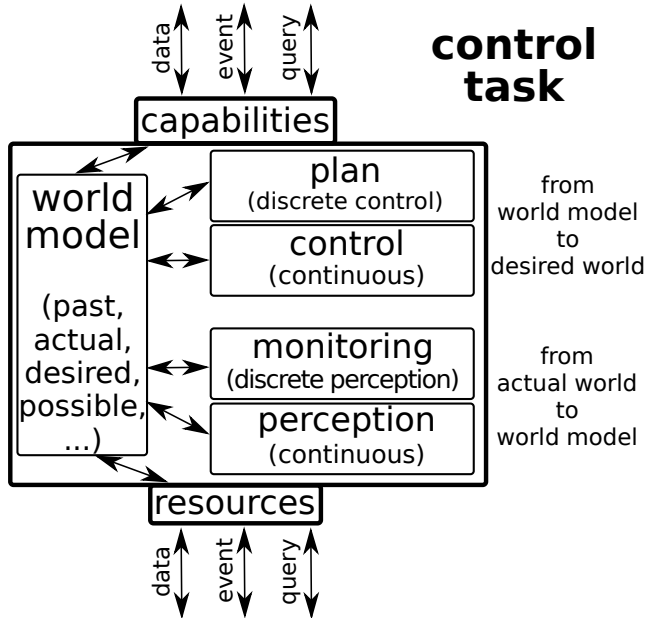 data
event
query
control
task
capabilities
world
model
(past,
actual,
desired,
possible,
...)
plan
(discrete control)
control
(continuous)
from
world model
to
desired world
monitoring
(discrete perception)
perception
(continuous)
from
actual world
to
world model
resources
data
event
query